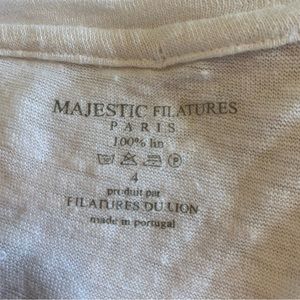 MAJESTIC FILATURES
PARIS
100% lin
P
4
produit par
FILATURES DU LION
made in portugal